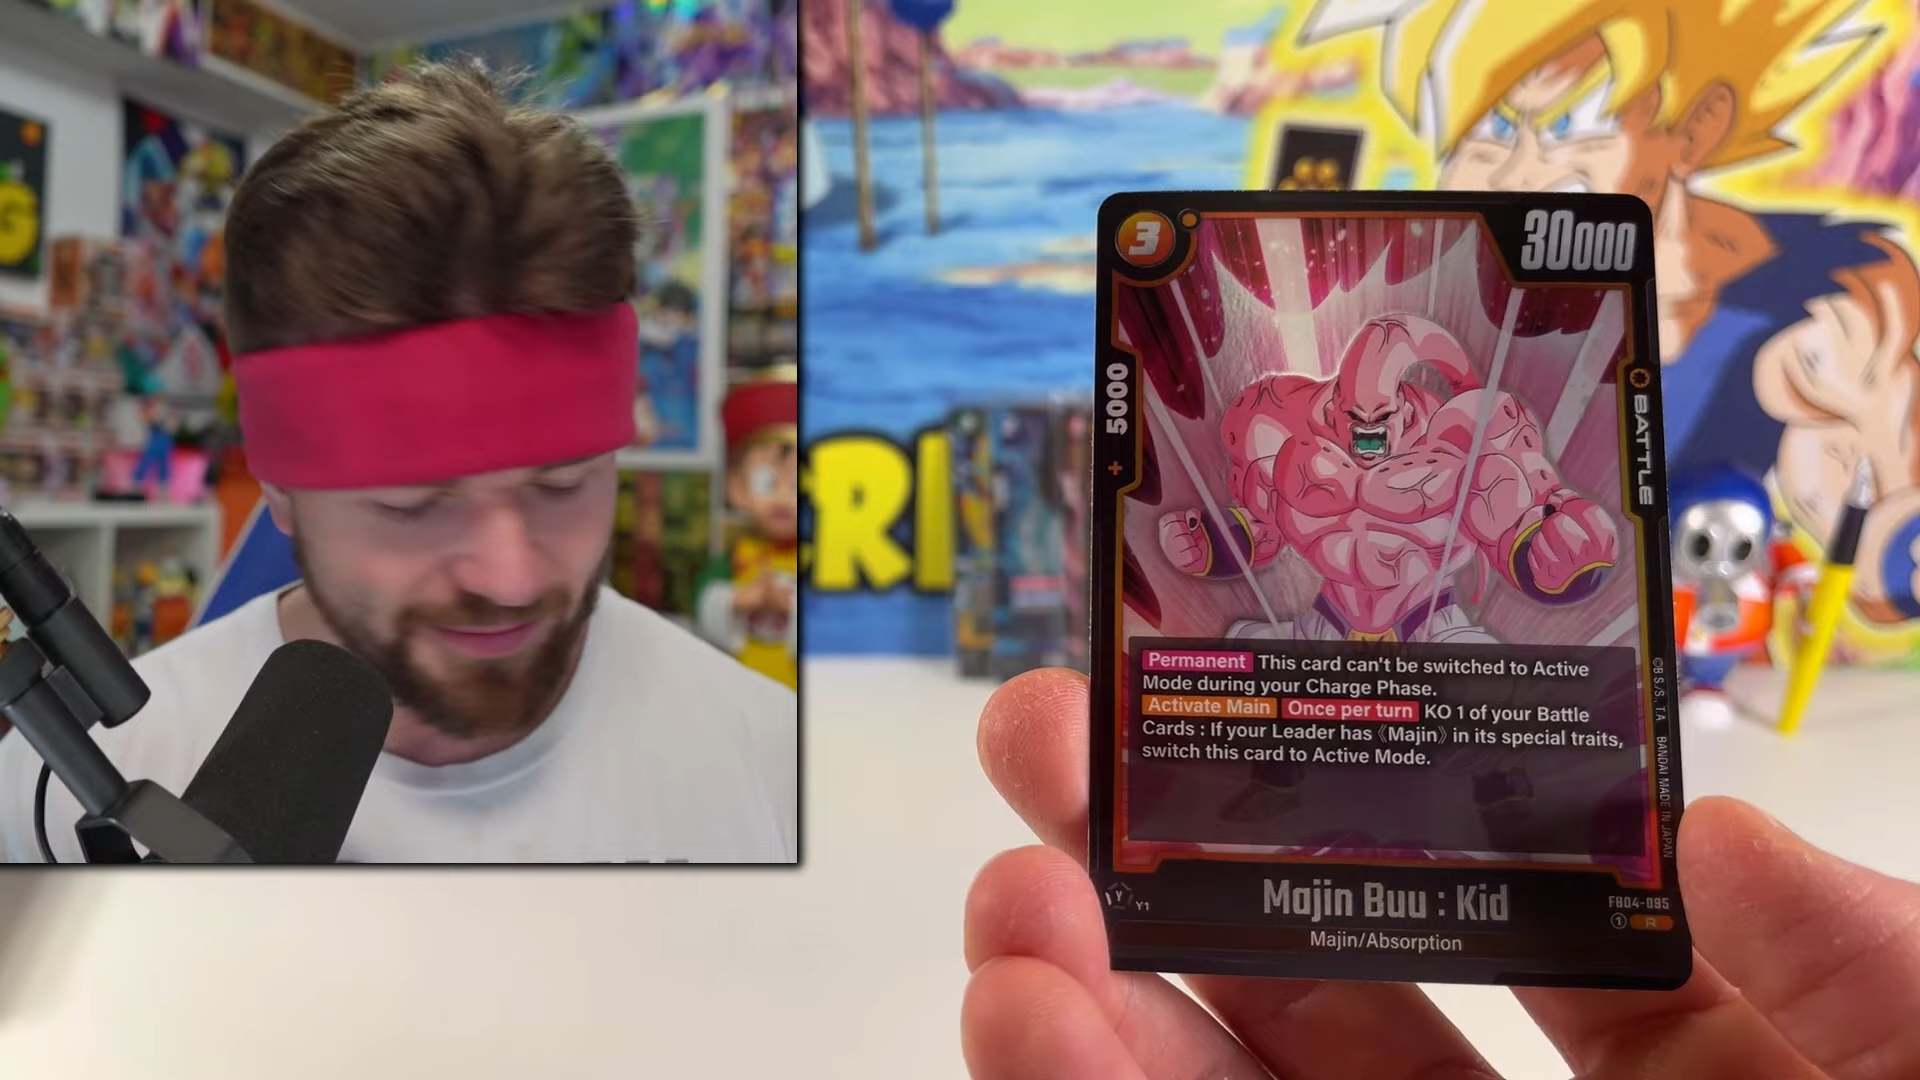 3
30000
5000
+
BATTLE
ERI
Permanent This card can't be switched to Active
Mode during your Charge Phase.
Activate Main Once per turn KO 1 of your Battle
Cards : If your Leader has 《Majin》 in its special traits,
switch this card to Active Mode.
©B.S./S., T.A. BANDAI MADE IN JAPAN
Majin Buu : Kid
Majin/Absorption
Y Y1
FB04-095
1 R